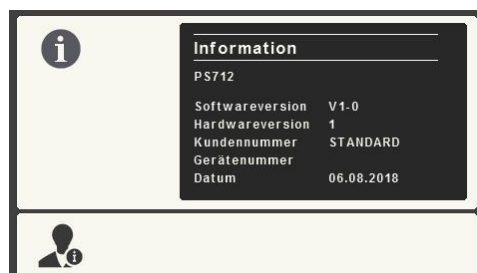 Information
PS712
Softwareversion V1-0
Hardwareversion 1
Kundennummer STANDARD
Gerätenummer
Datum 06.08.2018